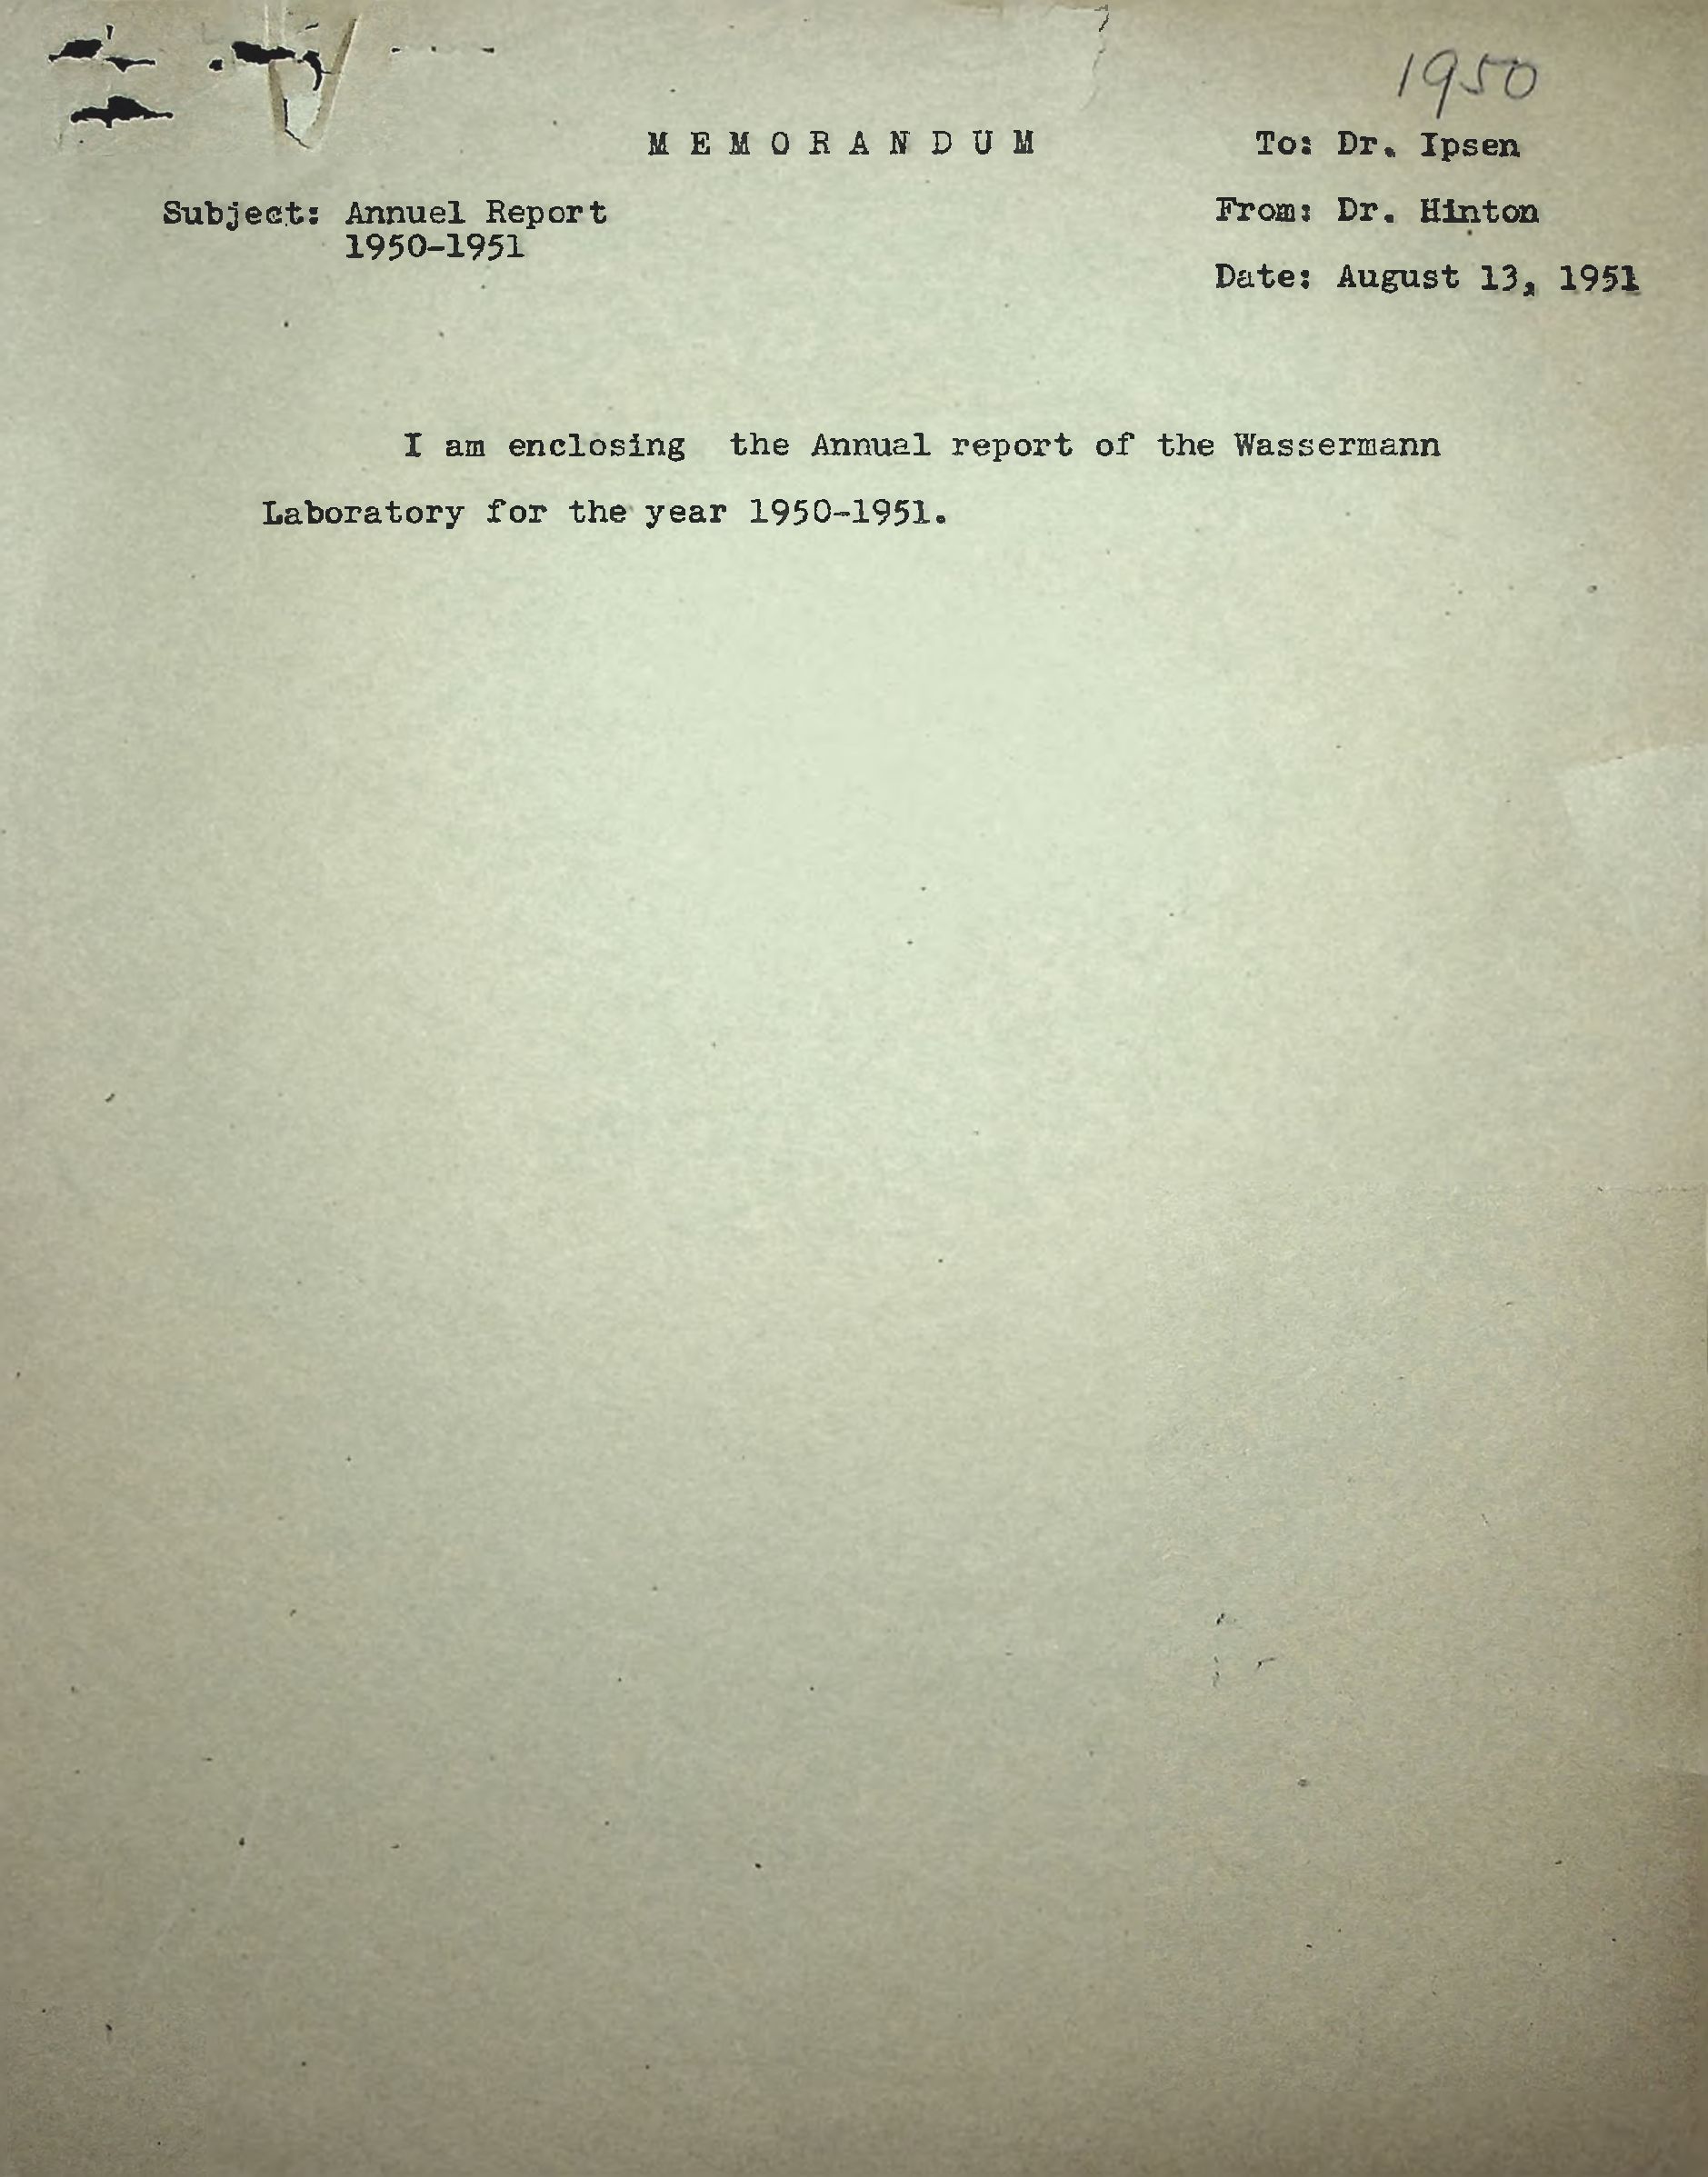 1950
M E M O R A N D U M To: Dr. Ipsen
Subject: Annuel Report From: Dr. Hinton
1950-1951
Date: August 13, 1951
I am enclosing the Annual report of the Wassermann
Laboratory for the year 1950-1951.